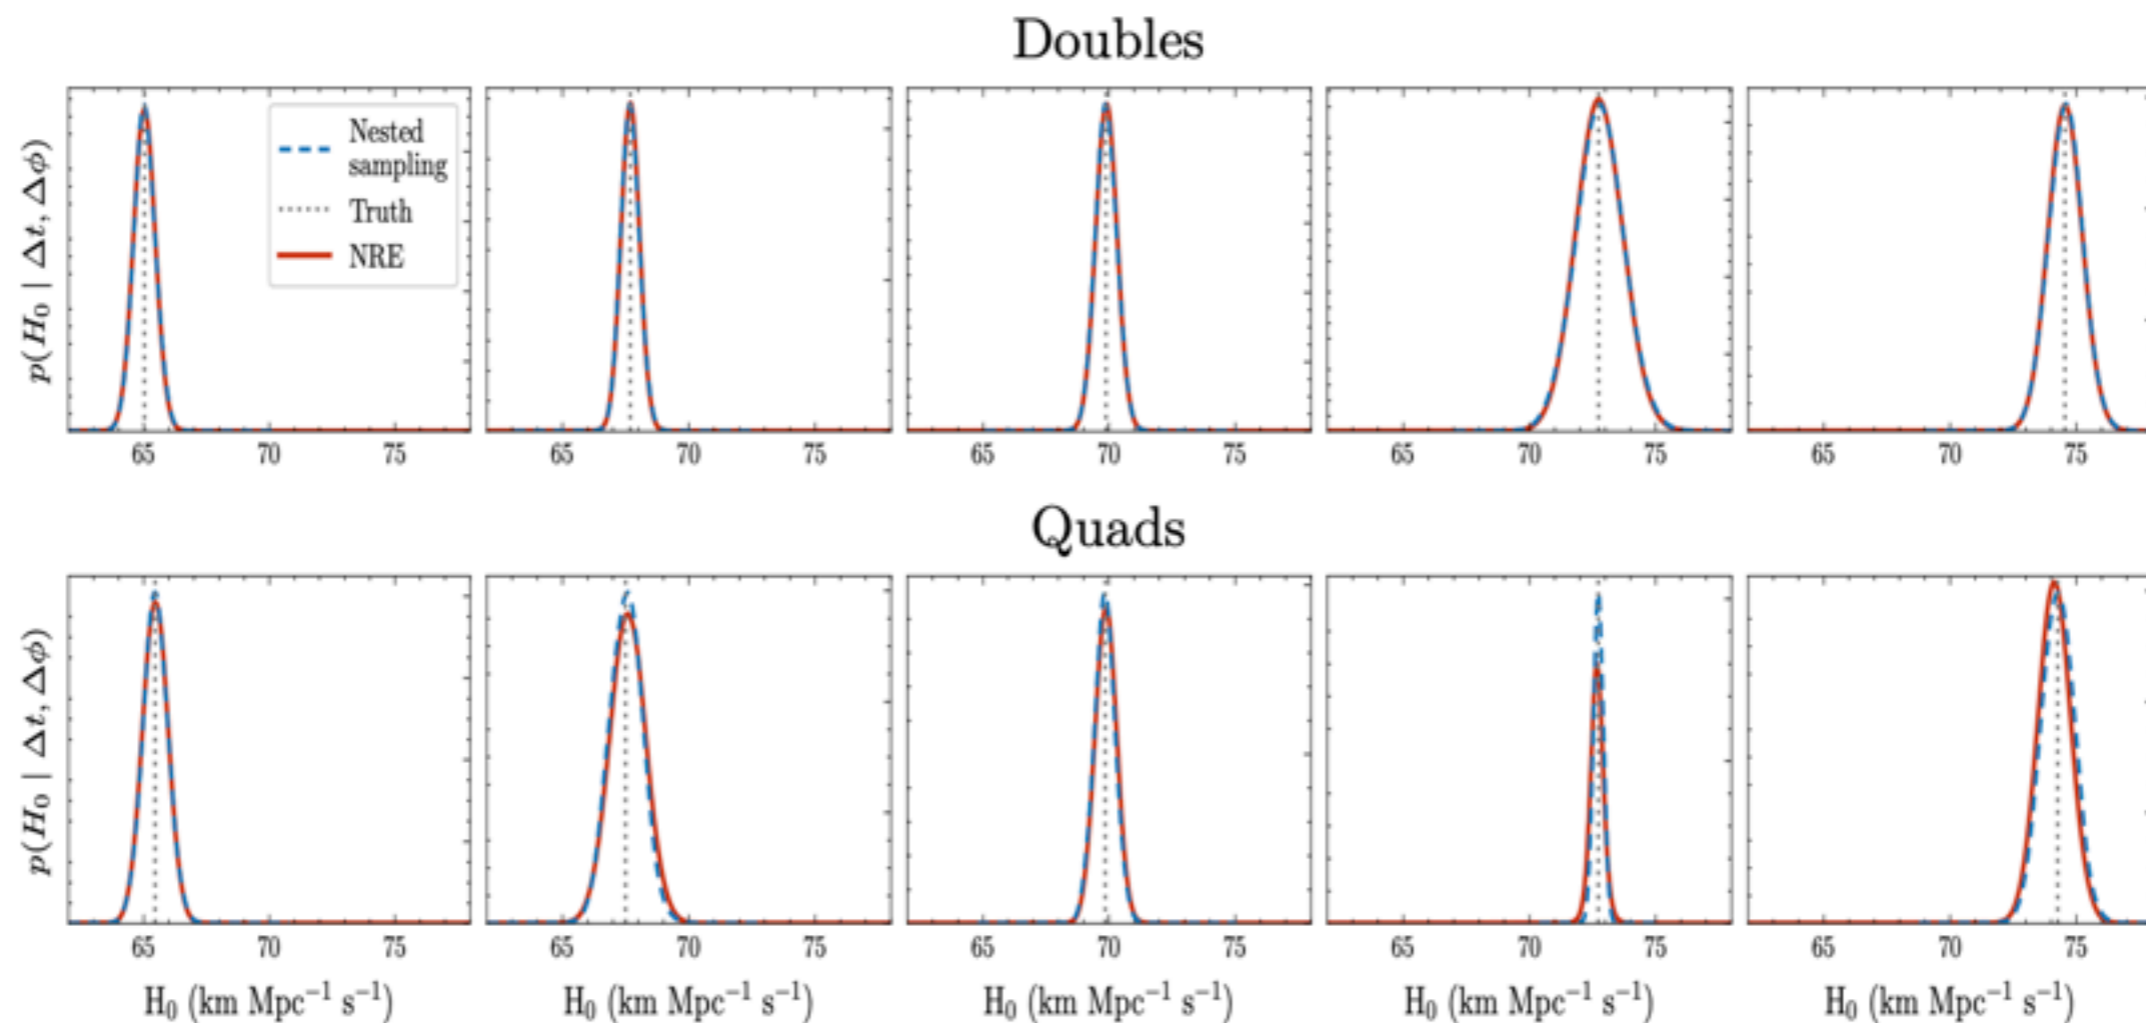 Doubles
p(H₀ | Δt, Δϕ)
Nested
sampling
Truth
NRE
65 70 75 65 70 75 65 70 75 65 70 75 65 70 75
Quads
p(H₀ | Δt, Δϕ)
65 70 75 65 70 75 65 70 75 65 70 75 65 70 75
H₀ (km Mpc⁻¹ s⁻¹) H₀ (km Mpc⁻¹ s⁻¹) H₀ (km Mpc⁻¹ s⁻¹) H₀ (km Mpc⁻¹ s⁻¹) H₀ (km Mpc⁻¹ s⁻¹)